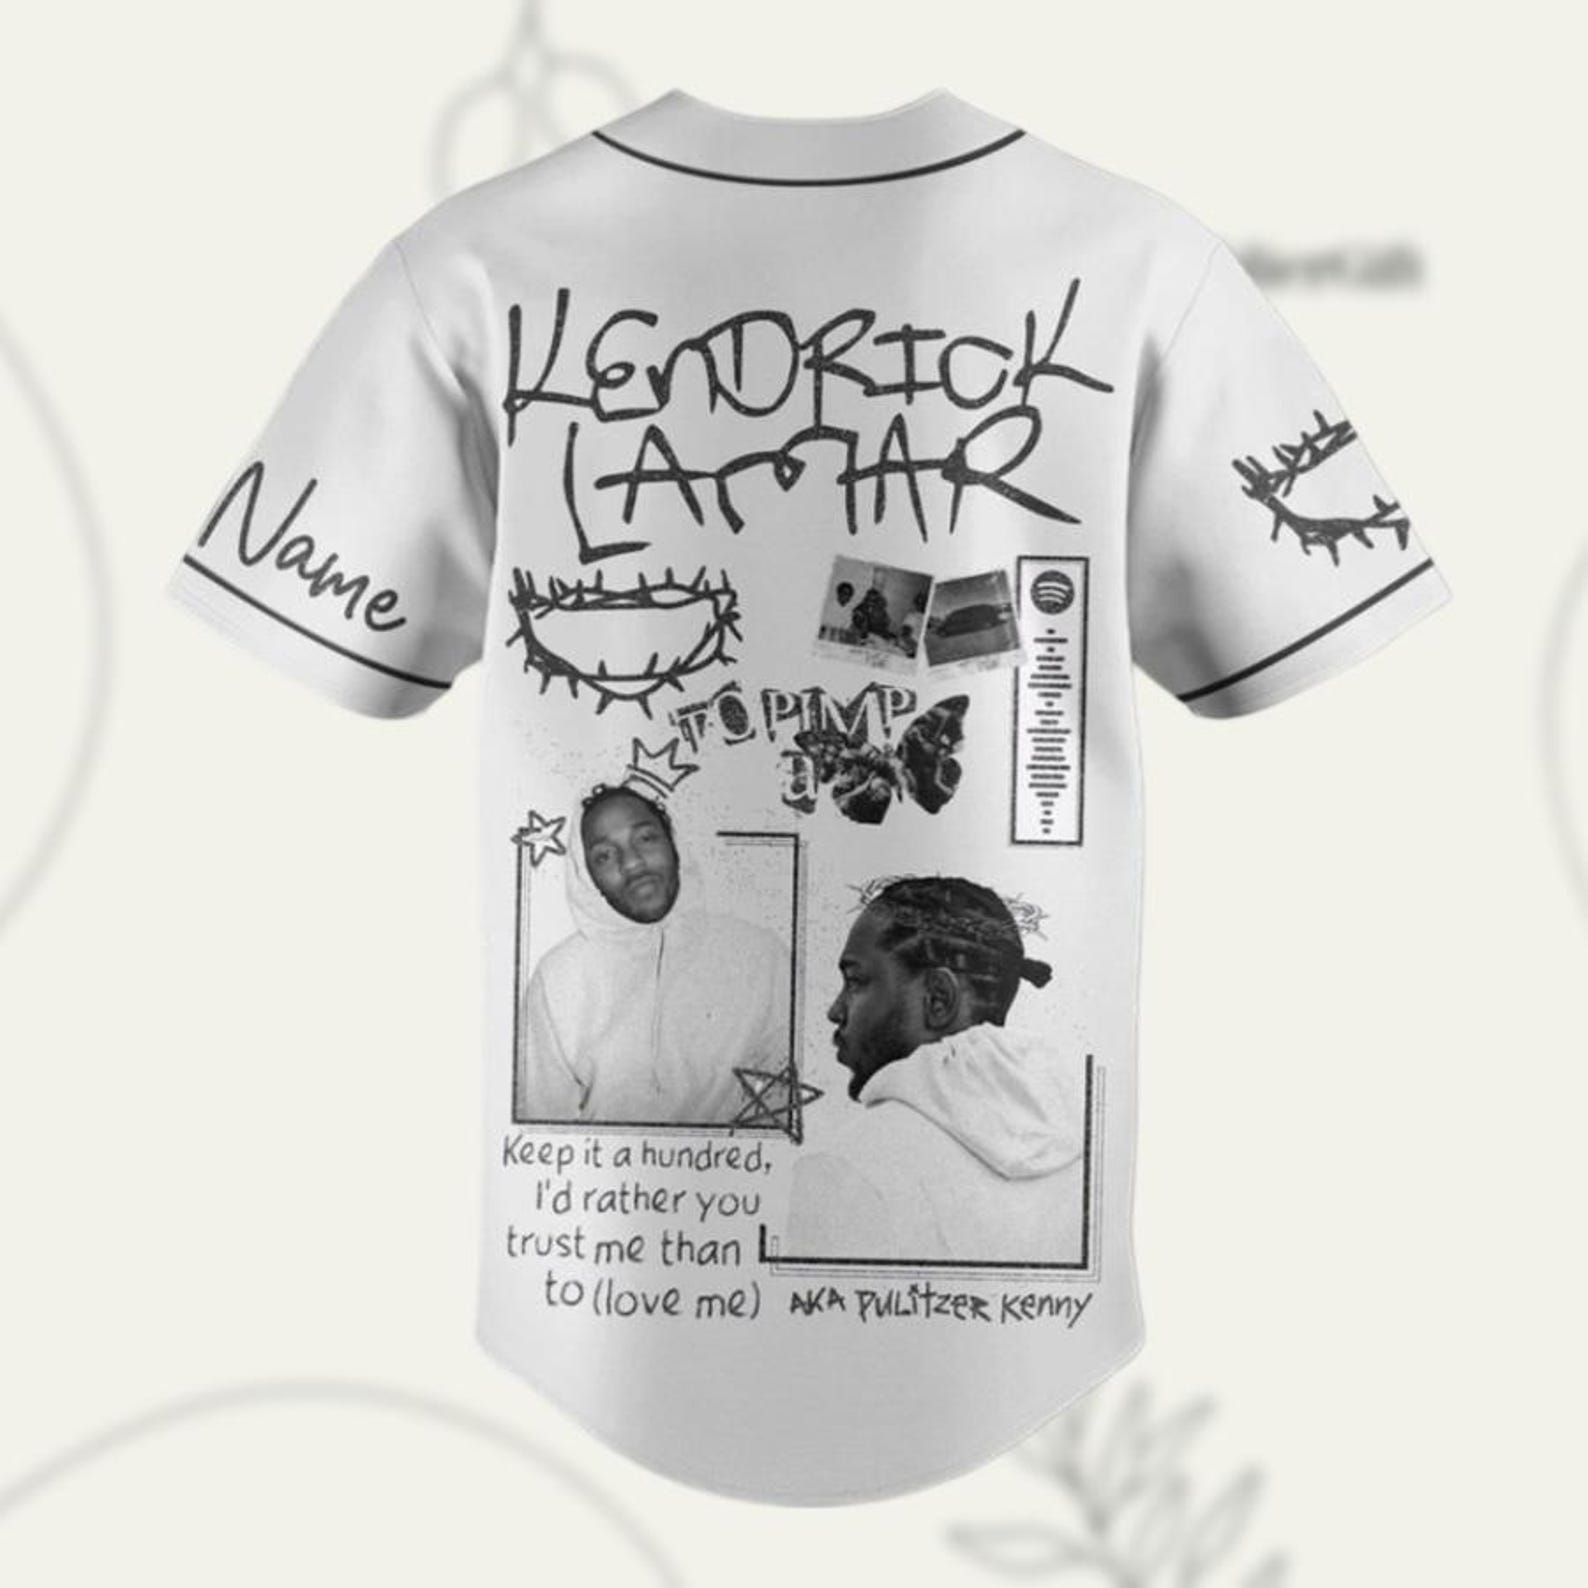 KENDRICK
LAMAR
Name
TO PIMP
a
Keep it a hundred,
I'd rather you
trust me than
to (love me)
AKA PULITZER KENNY